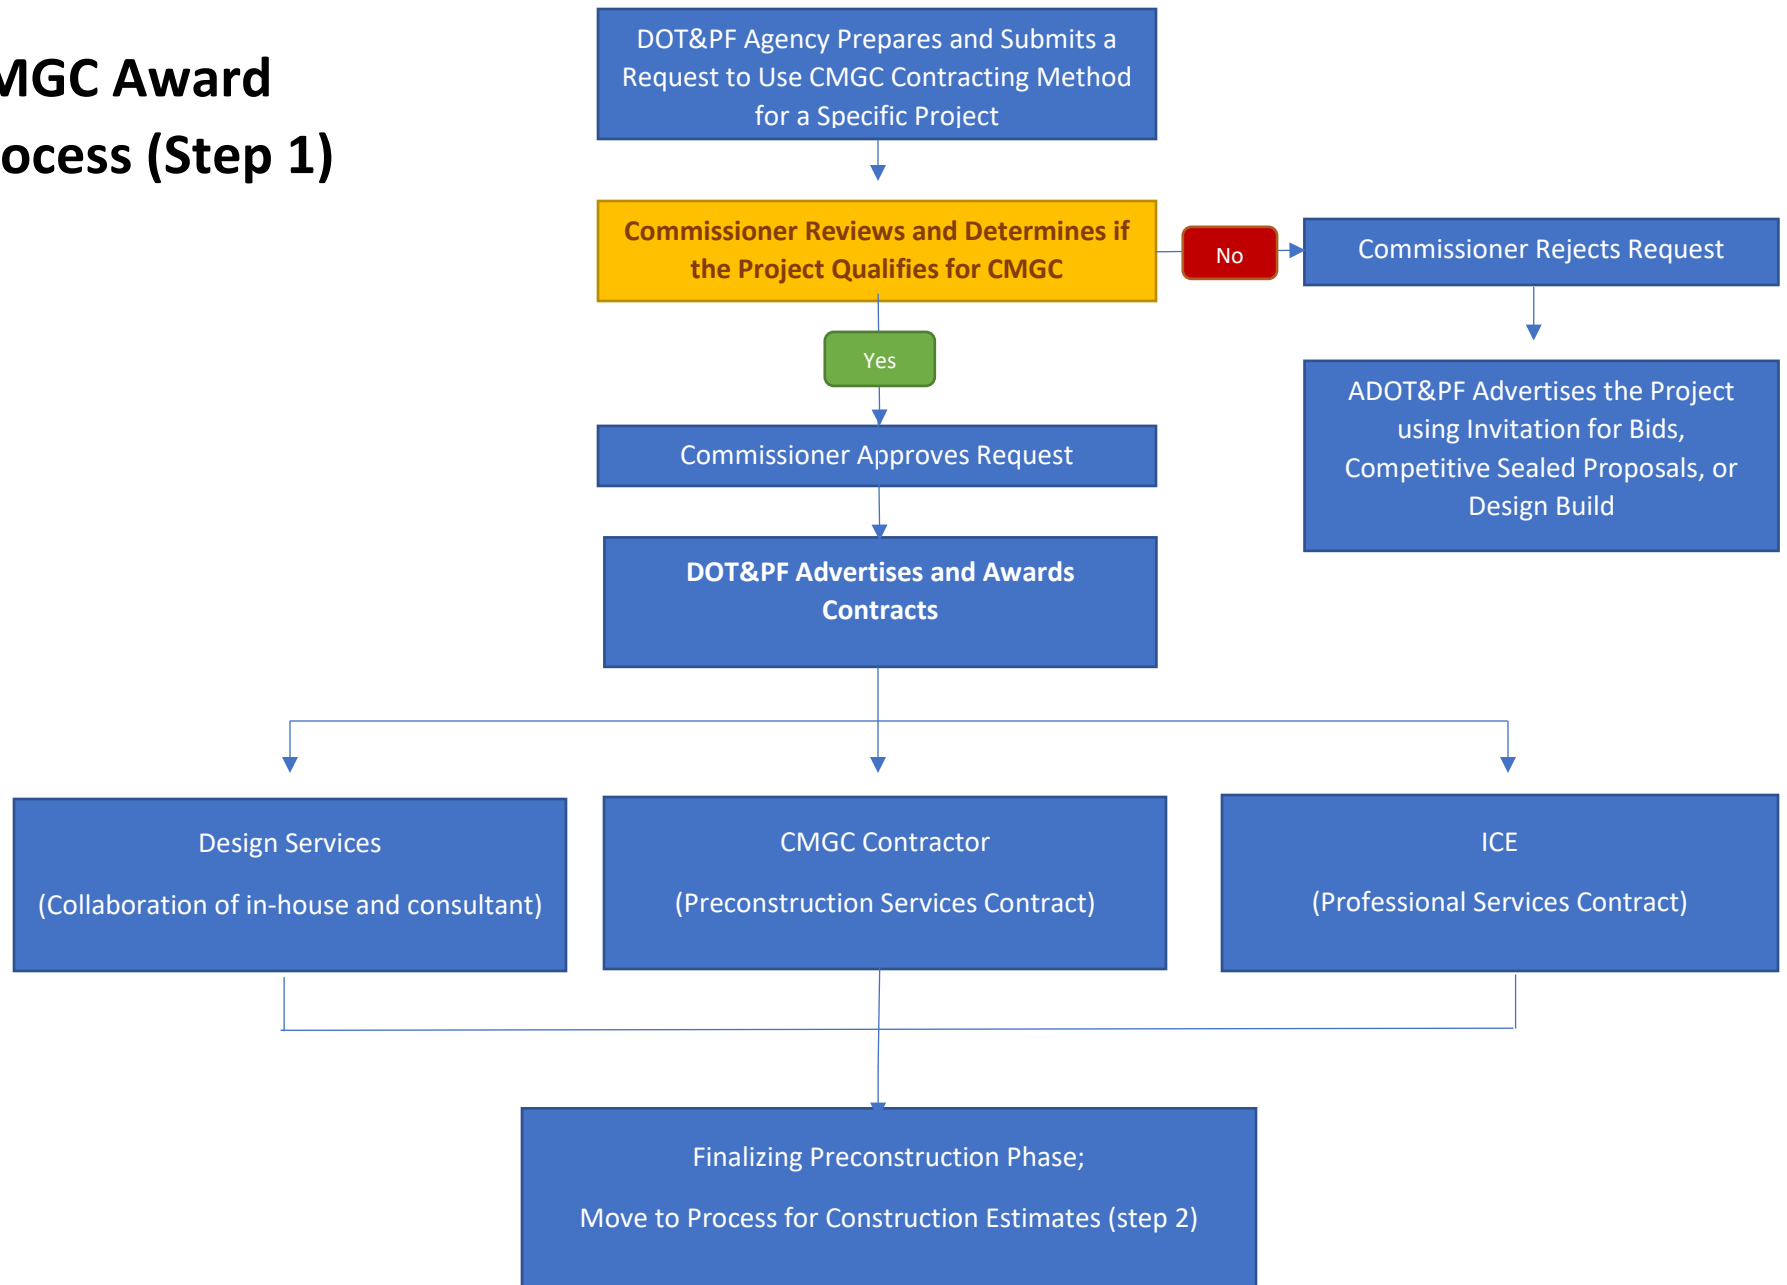 MGC Award
ocess (Step 1)
DOT&PF Agency Prepares and Submits a
Request to Use CMGC Contracting Method
for a Specific Project
Commissioner Reviews and Determines if
the Project Qualifies for CMGC
No
Commissioner Rejects Request
Yes
ADOT&PF Advertises the Project
using Invitation for Bids,
Competitive Sealed Proposals, or
Design Build
Commissioner Approves Request
DOT&PF Advertises and Awards
Contracts
Design Services
(Collaboration of in-house and consultant)
CMGC Contractor
(Preconstruction Services Contract)
ICE
(Professional Services Contract)
Finalizing Preconstruction Phase;
Move to Process for Construction Estimates (step 2)